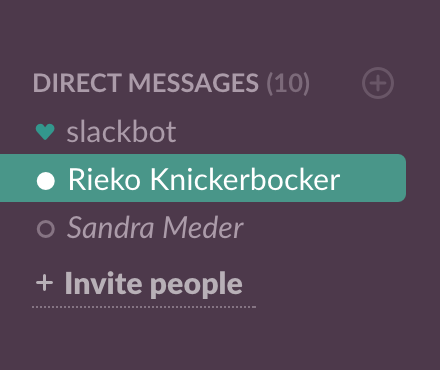 DIRECT MESSAGES (10)
slackbot
Rieko Knickerbocker
Sandra Meder
+ Invite people